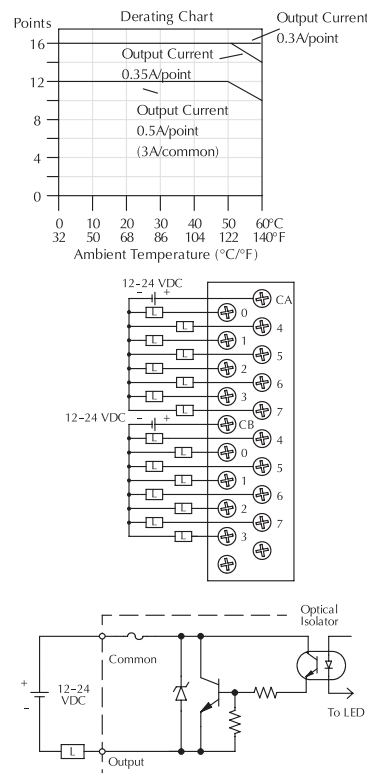 Derating Chart
Points
Output Current
0.3A/point
16
Output Current
0.35A/point
12
Output Current
0.5A/point
(3A/common)
8
4
0
0 10 20 30 40 50 60°C
32 50 68 86 104 122 140°F
Ambient Temperature (°C/°F)
12-24 VDC
- +
CA
L
0
L
4
L
1
L
5
L
2
L
6
L
3
L
7
12-24 VDC
- +
CB
L
4
L
0
L
5
L
1
L
6
L
2
L
7
L
3
Optical
Isolator
Common
+
12–24
VDC
-
To LED
L
Output